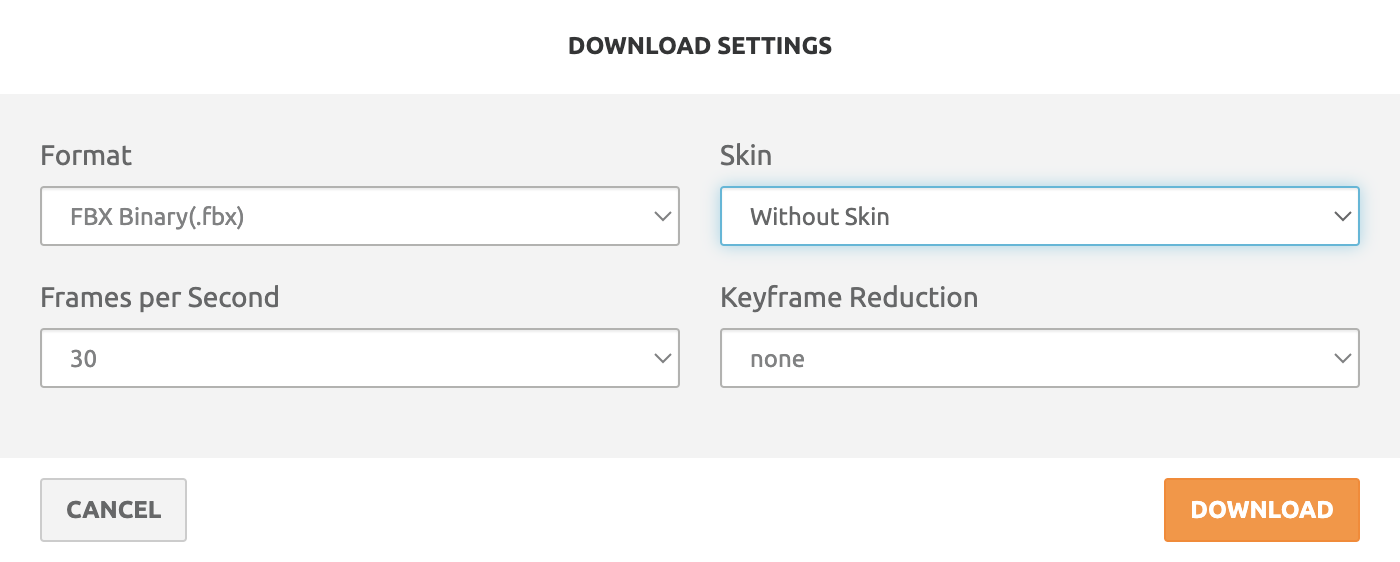 DOWNLOAD SETTINGS
Format
Skin
FBX Binary(.fbx)
Without Skin
Frames per Second
Keyframe Reduction
30
none
CANCEL
DOWNLOAD